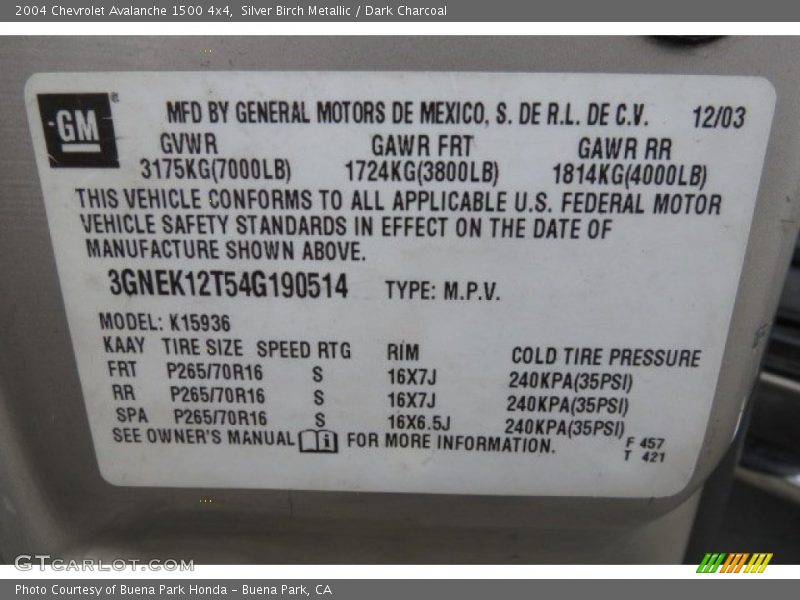 2004 Chevrolet Avalanche 1500 4x4, Silver Birch Metallic / Dark Charcoal
GM
MFD BY GENERAL MOTORS DE MEXICO, S. DE R.L. DE C.V. 12/03
GVWR GAWR FRT GAWR RR
3175KG(7000LB) 1724KG(3800LB) 1814KG(4000LB)
THIS VEHICLE CONFORMS TO ALL APPLICABLE U.S. FEDERAL MOTOR
VEHICLE SAFETY STANDARDS IN EFFECT ON THE DATE OF
MANUFACTURE SHOWN ABOVE.
3GNEK12T54G190514 TYPE: M.P.V.
MODEL: K15936
KAAY TIRE SIZE SPEED RTG RIM COLD TIRE PRESSURE
FRT P265/70R16 S 16X7J 240KPA(35PSI)
RR P265/70R16 S 16X7J 240KPA(35PSI)
SPA P265/70R16 S 16X6.5J 240KPA(35PSI)
SEE OWNER'S MANUAL i FOR MORE INFORMATION.
F 457
T 421
GTCARLOT.COM
Photo Courtesy of Buena Park Honda - Buena Park, CA